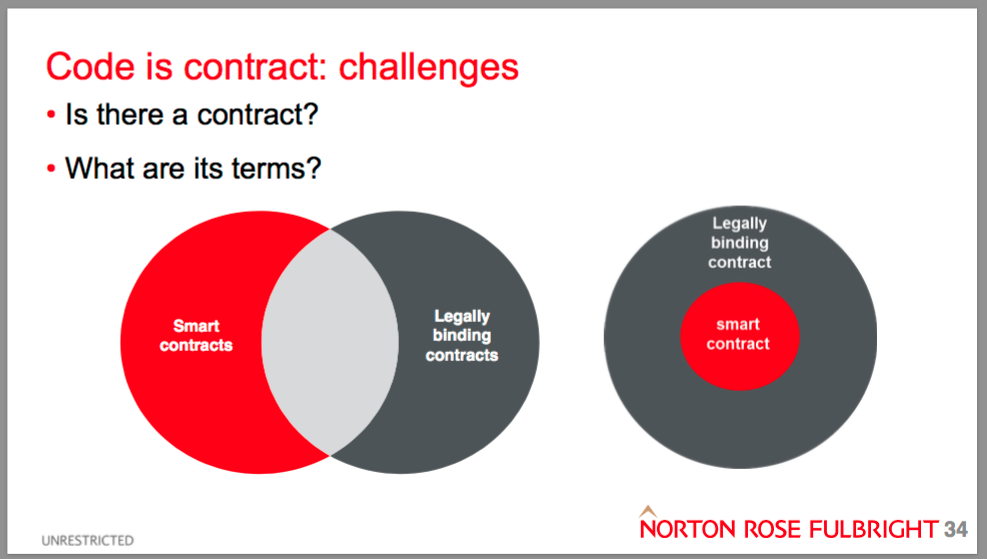 Code is contract: challenges
• Is there a contract?
• What are its terms?
Smart
contracts
Legally
binding
contracts
Legally
binding
contract
smart
contract
UNRESTRICTED
NORTON ROSE FULBRIGHT 34